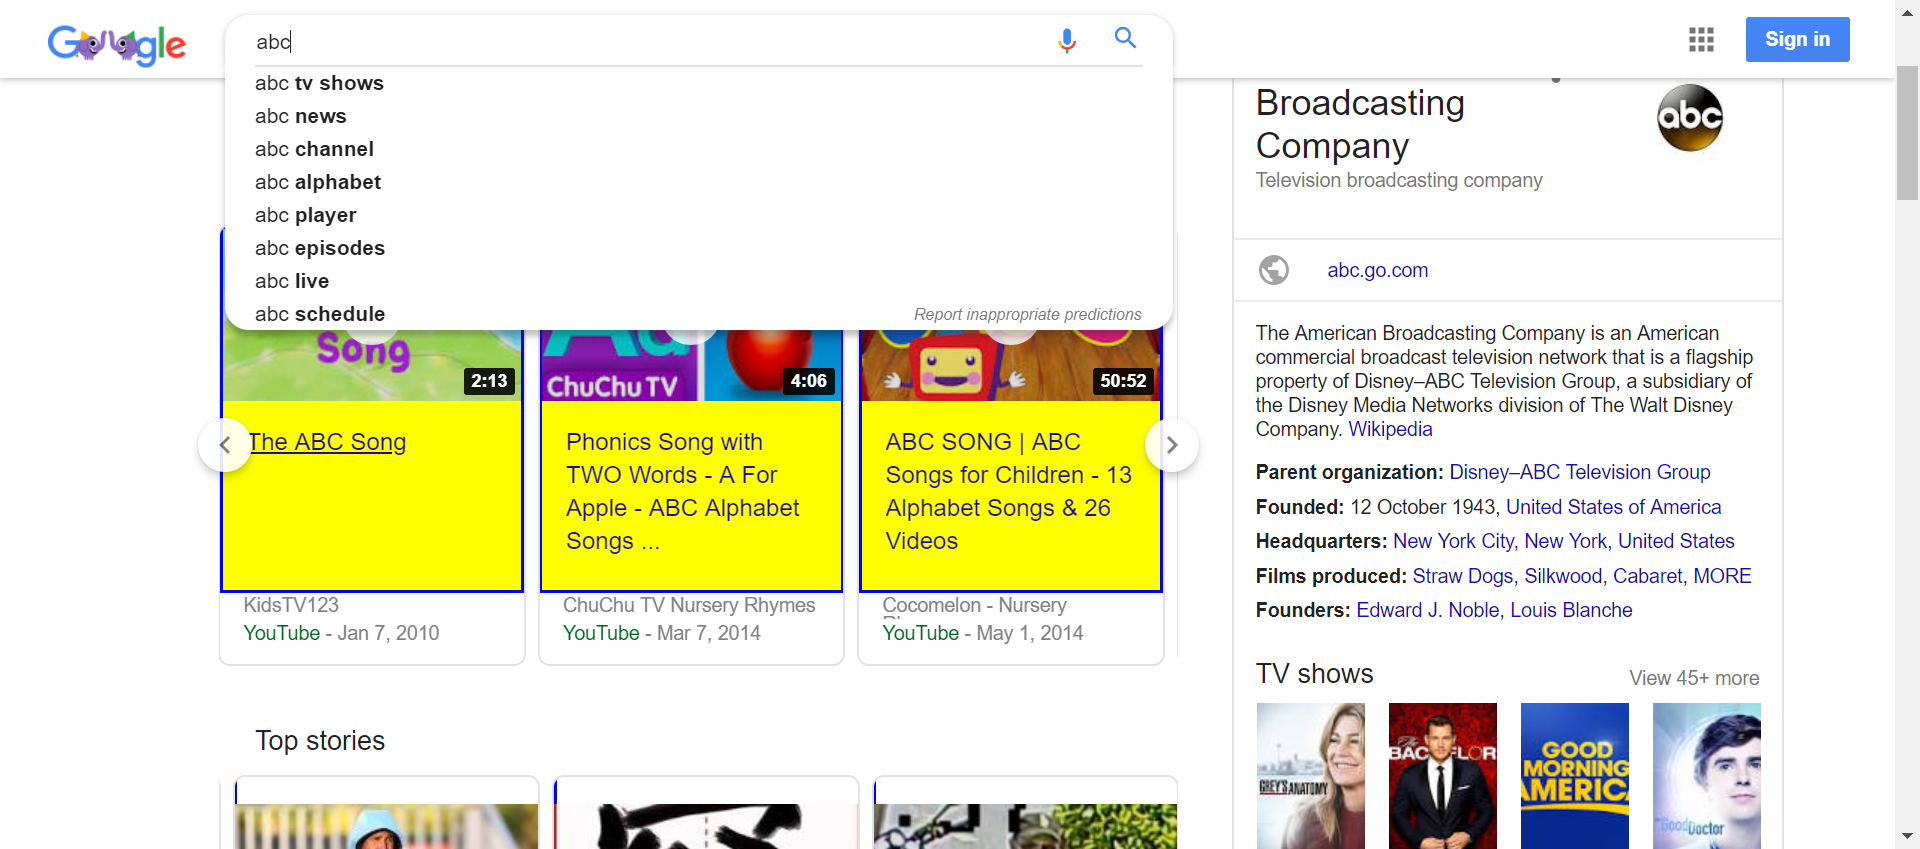 Google
abc
Sign in
abc tv shows
abc news
abc channel
abc alphabet
abc player
abc episodes
abc live
abc schedule
Report inappropriate predictions
Song
2:13
ChuChu TV
4:06
50:52
The ABC Song
Phonics Song with
TWO Words - A For
Apple - ABC Alphabet
Songs ...
ABC SONG | ABC
Songs for Children - 13
Alphabet Songs & 26
Videos
KidsTV123
YouTube - Jan 7, 2010
ChuChu TV Nursery Rhymes
YouTube - Mar 7, 2014
Cocomelon - Nursery
YouTube - May 1, 2014
Top stories
Broadcasting
Company
Television broadcasting company
abc
abc.go.com
The American Broadcasting Company is an American
commercial broadcast television network that is a flagship
property of Disney–ABC Television Group, a subsidiary of
the Disney Media Networks division of The Walt Disney
Company. Wikipedia
Parent organization: Disney–ABC Television Group
Founded: 12 October 1943, United States of America
Headquarters: New York City, New York, United States
Films produced: Straw Dogs, Silkwood, Cabaret, MORE
Founders: Edward J. Noble, Louis Blanche
TV shows
View 45+ more
GREY'S ANATOMY
The
BACHELOR
GOOD
MORNING
AMERICA
the Good Doctor